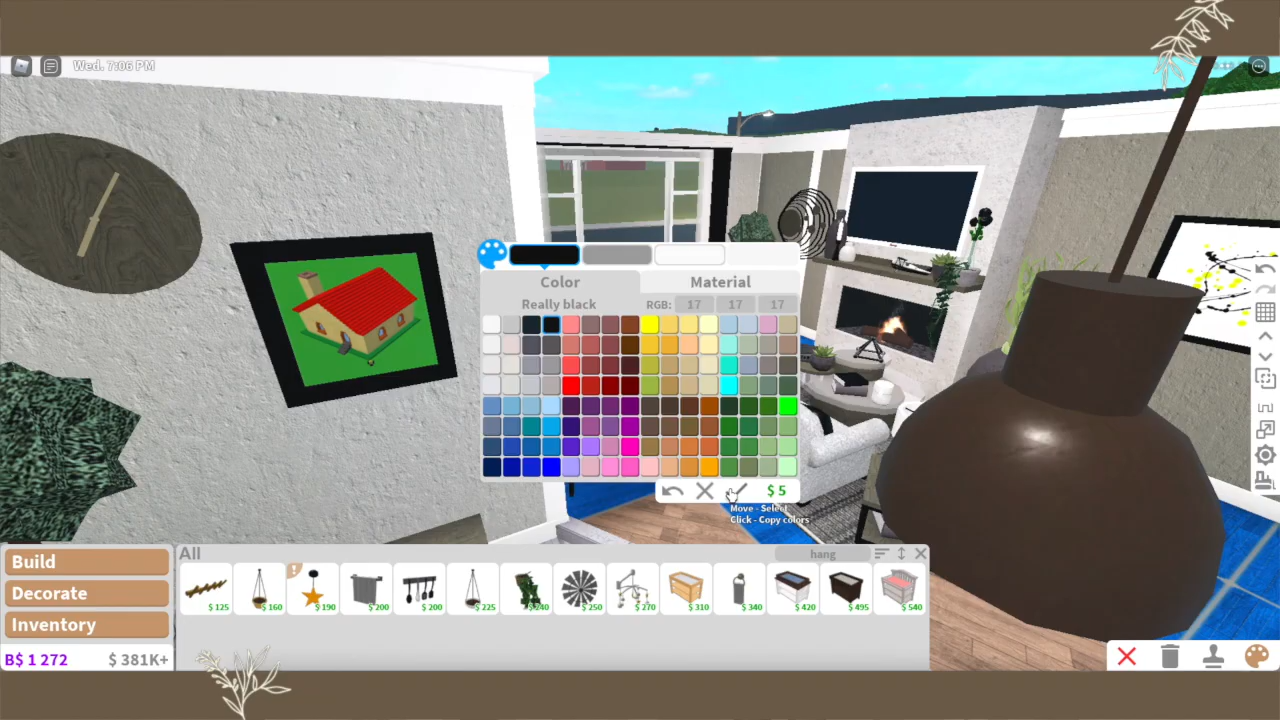 Wed. 7:06 PM
Color
Material
Really black
RGB: 17 17 17
$ 5
Move - Select
Click - Copy colors
Build
Decorate
Inventory
B$ 1 272
$ 381K+
All
hang
$ 125
$ 160
$ 190
$ 200
$ 200
$ 225
$ 240
$ 250
$ 270
$ 310
$ 340
$ 420
$ 495
$ 540